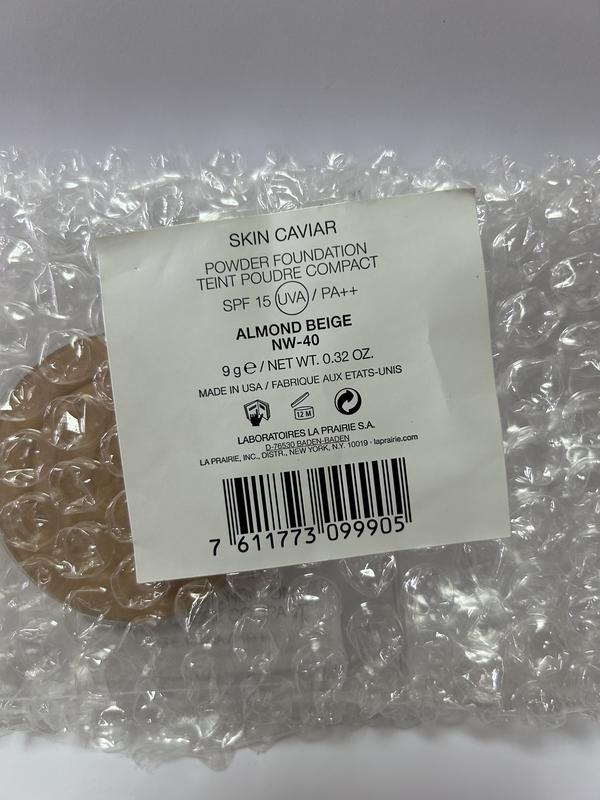 SKIN CAVIAR
POWDER FOUNDATION
TEINT POUDRE COMPACT
SPF 15 UVA / PA++
ALMOND BEIGE
NW-40
9 g ℮ / NET WT. 0.32 OZ.
MADE IN USA / FABRIQUE AUX ETATS-UNIS
12 M
LABORATOIRES LA PRAIRIE S.A.
D-76530 BADEN-BADEN
LA PRAIRIE, INC., DISTR., NEW YORK, N.Y. 10019 · laprairie.com
7 611773 099905